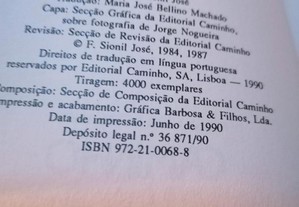 Tradução: Maria José Bellino Machado
Capa: Secção Gráfica da Editorial Caminho,
sobre fotografia de Jorge Nogueira
Revisão: Secção de Revisão da Editorial Caminho
© F. Sionil José, 1984, 1987
Direitos de tradução em língua portuguesa
reservados por Editorial Caminho, SA, Lisboa — 1990
Tiragem: 4000 exemplares
Composição: Secção de Composição da Editorial Caminho
Impressão e acabamento: Gráfica Barbosa & Filhos, Lda.
Data de impressão: Junho de 1990
Depósito legal n.º 36 871/90
ISBN 972-21-0068-8